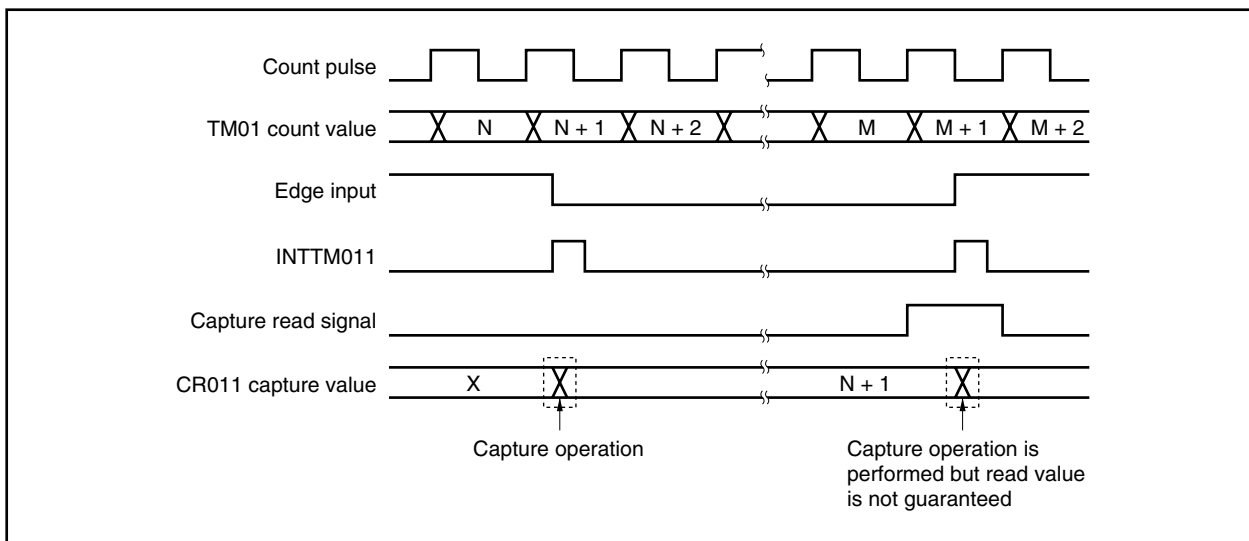 Count pulse
TM01 count value
N N + 1 N + 2 M M + 1 M + 2
Edge input
INTTM011
Capture read signal
CR011 capture value
X N + 1
Capture operation
Capture operation is
performed but read value
is not guaranteed